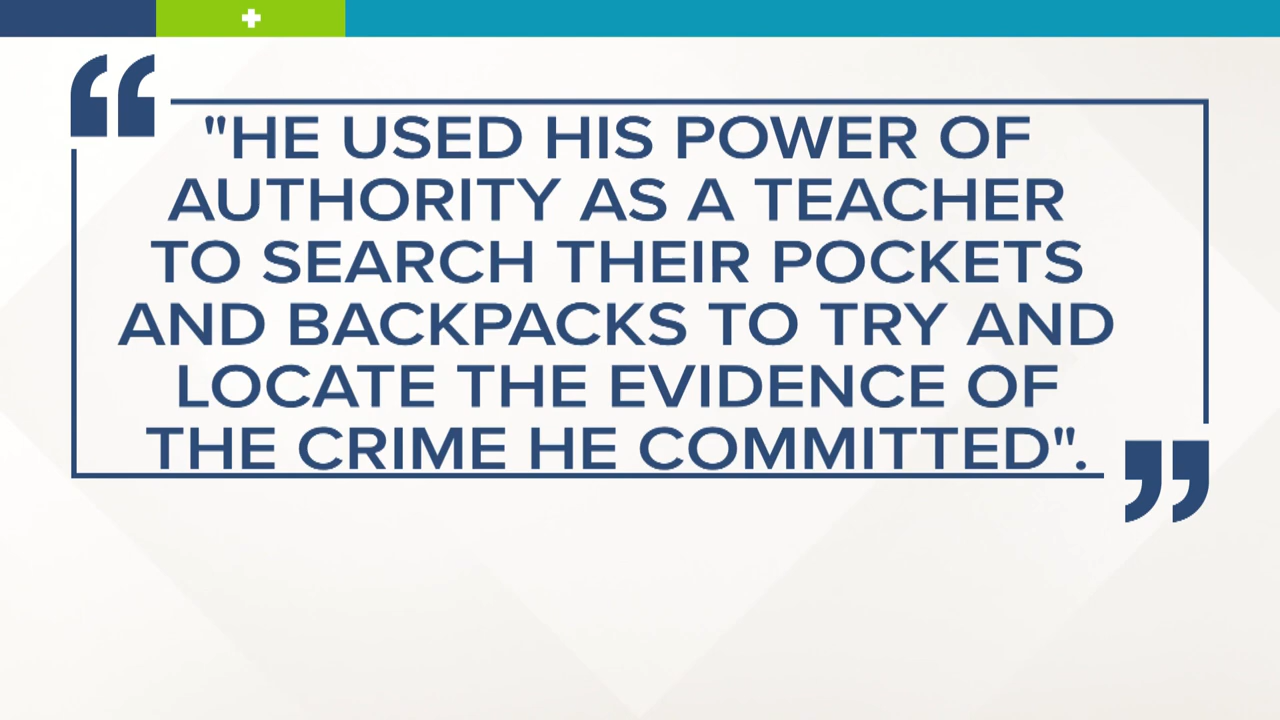 "HE USED HIS POWER OF
AUTHORITY AS A TEACHER
TO SEARCH THEIR POCKETS
AND BACKPACKS TO TRY AND
LOCATE THE EVIDENCE OF
THE CRIME HE COMMITTED".